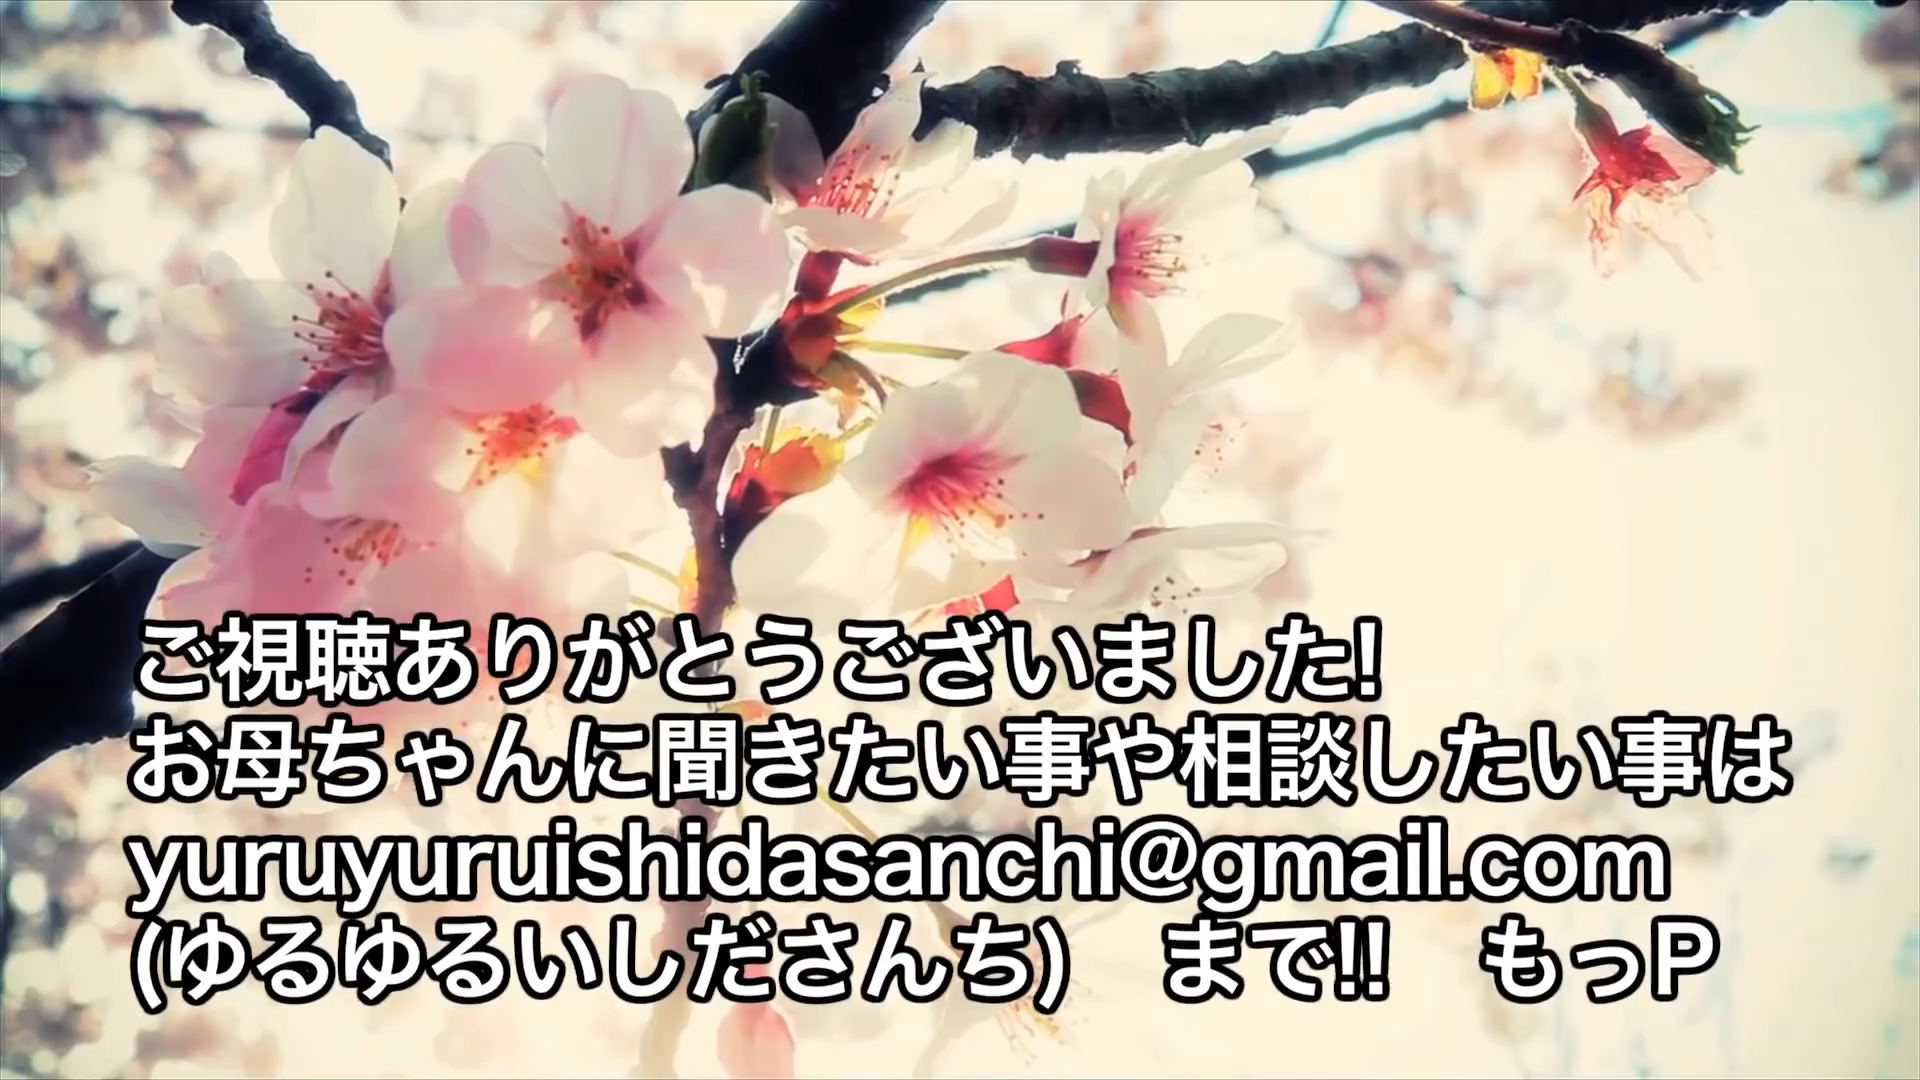 ご視聴ありがとうございました!
お母ちゃんに聞きたい事や相談したい事は
yuruyuruishidasanchi@gmail.com
(ゆるゆるいしださんち)　まで!!　もっP